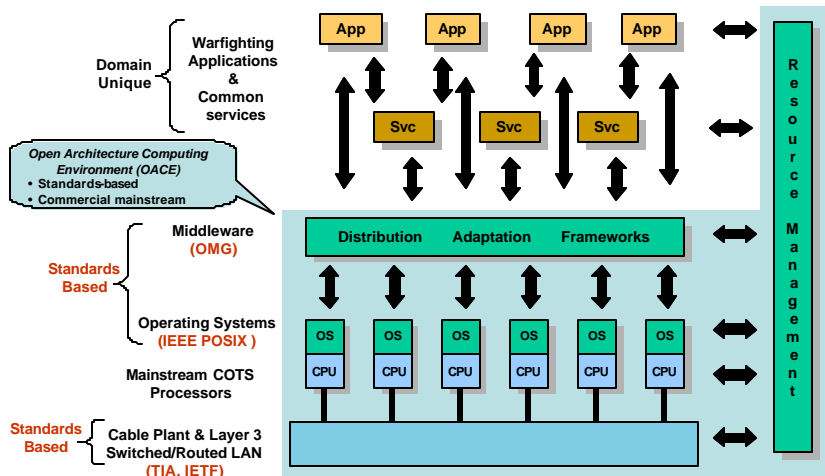 App App App App
Domain
Unique
Warfighting
Applications
&
Common
services
Svc Svc Svc
Open Architecture Computing
Environment (OACE)
• Standards-based
• Commercial mainstream
Middleware
(OMG)
Distribution Adaptation Frameworks
Standards
Based
Operating Systems
(IEEE POSIX )
OS OS OS OS OS OS
CPU CPU CPU CPU CPU CPU
Mainstream COTS
Processors
Standards
Based
Cable Plant & Layer 3
Switched/Routed LAN
(TIA, IETF)
Resource Management